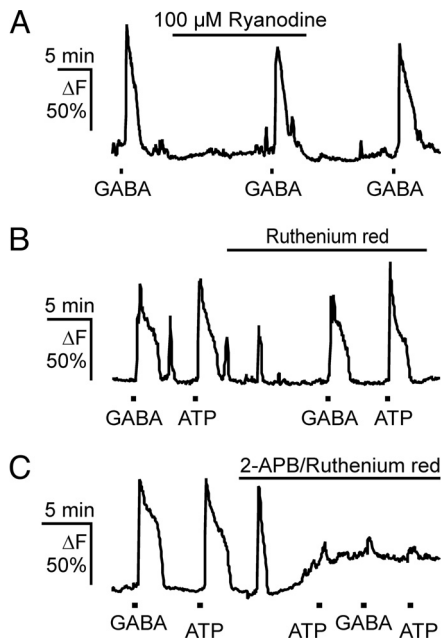 A
100 µM Ryanodine
5 min
ΔF
50%
GABA GABA GABA
B
Ruthenium red
5 min
ΔF
50%
GABA ATP GABA ATP
C
2-APB/Ruthenium red
5 min
ΔF
50%
GABA ATP ATP GABA ATP